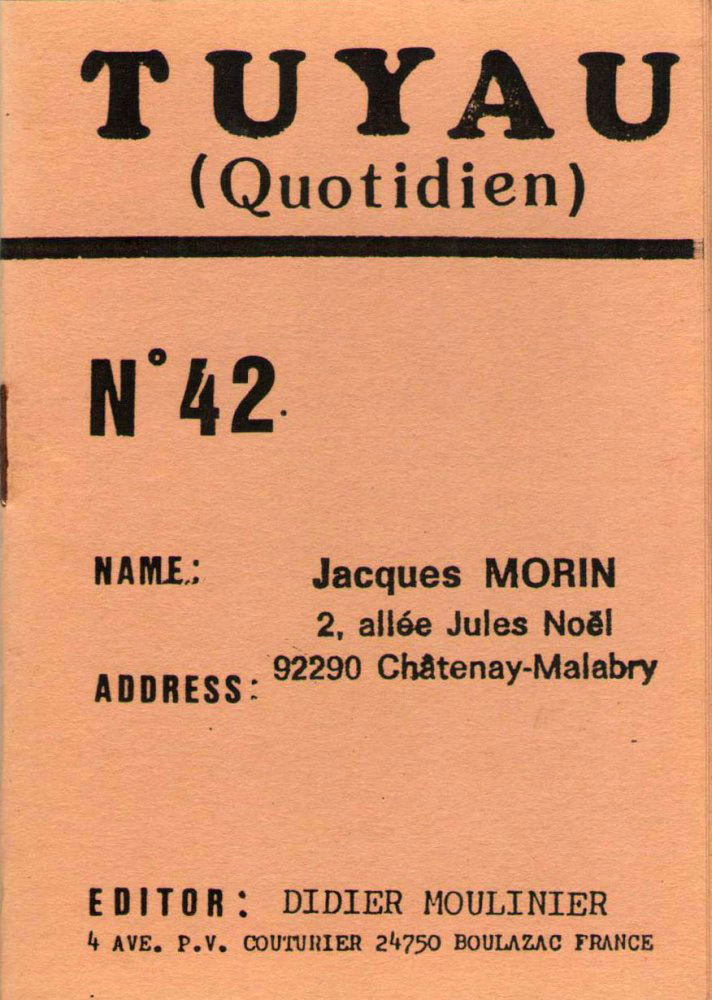 TUYAU
(Quotidien)
N°42.
NAME: Jacques MORIN
2, allée Jules Noël
ADDRESS: 92290 Châtenay-Malabry
EDITOR: DIDIER MOULINIER
4 AVE. P.V. COUTURIER 24750 BOULAZAC FRANCE